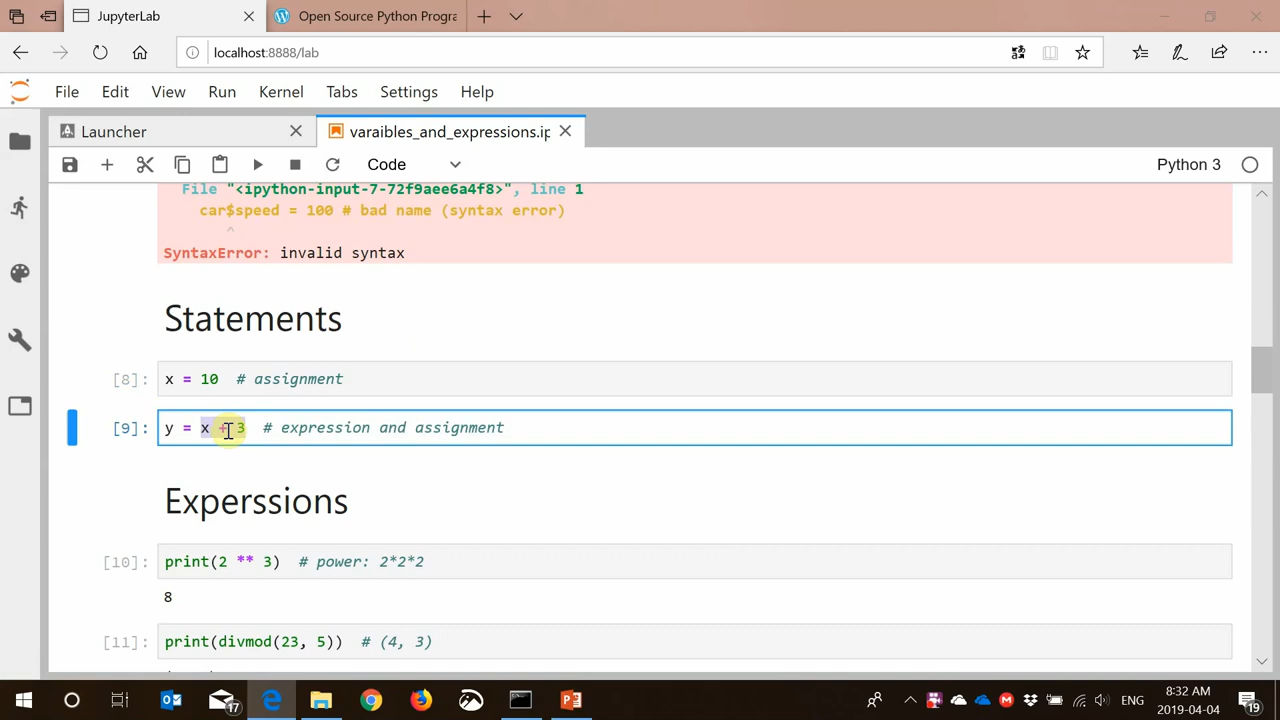 JupyterLab
Open Source Python Progra
localhost:8888/lab
File Edit View Run Kernel Tabs Settings Help
Launcher
varaibles_and_expressions.ip
Code
Python 3
File "<ipython-input-7-72f9aee6a4f8>", line 1
car$speed = 100 # bad name (syntax error)
^
SyntaxError: invalid syntax
Statements
[8]: x = 10 # assignment
[9]: y = x + 3 # expression and assignment
Experssions
[10]: print(2 ** 3) # power: 2*2*2
8
[11]: print(divmod(23, 5)) # (4, 3)
17
ENG
8:32 AM
2019-04-04
19